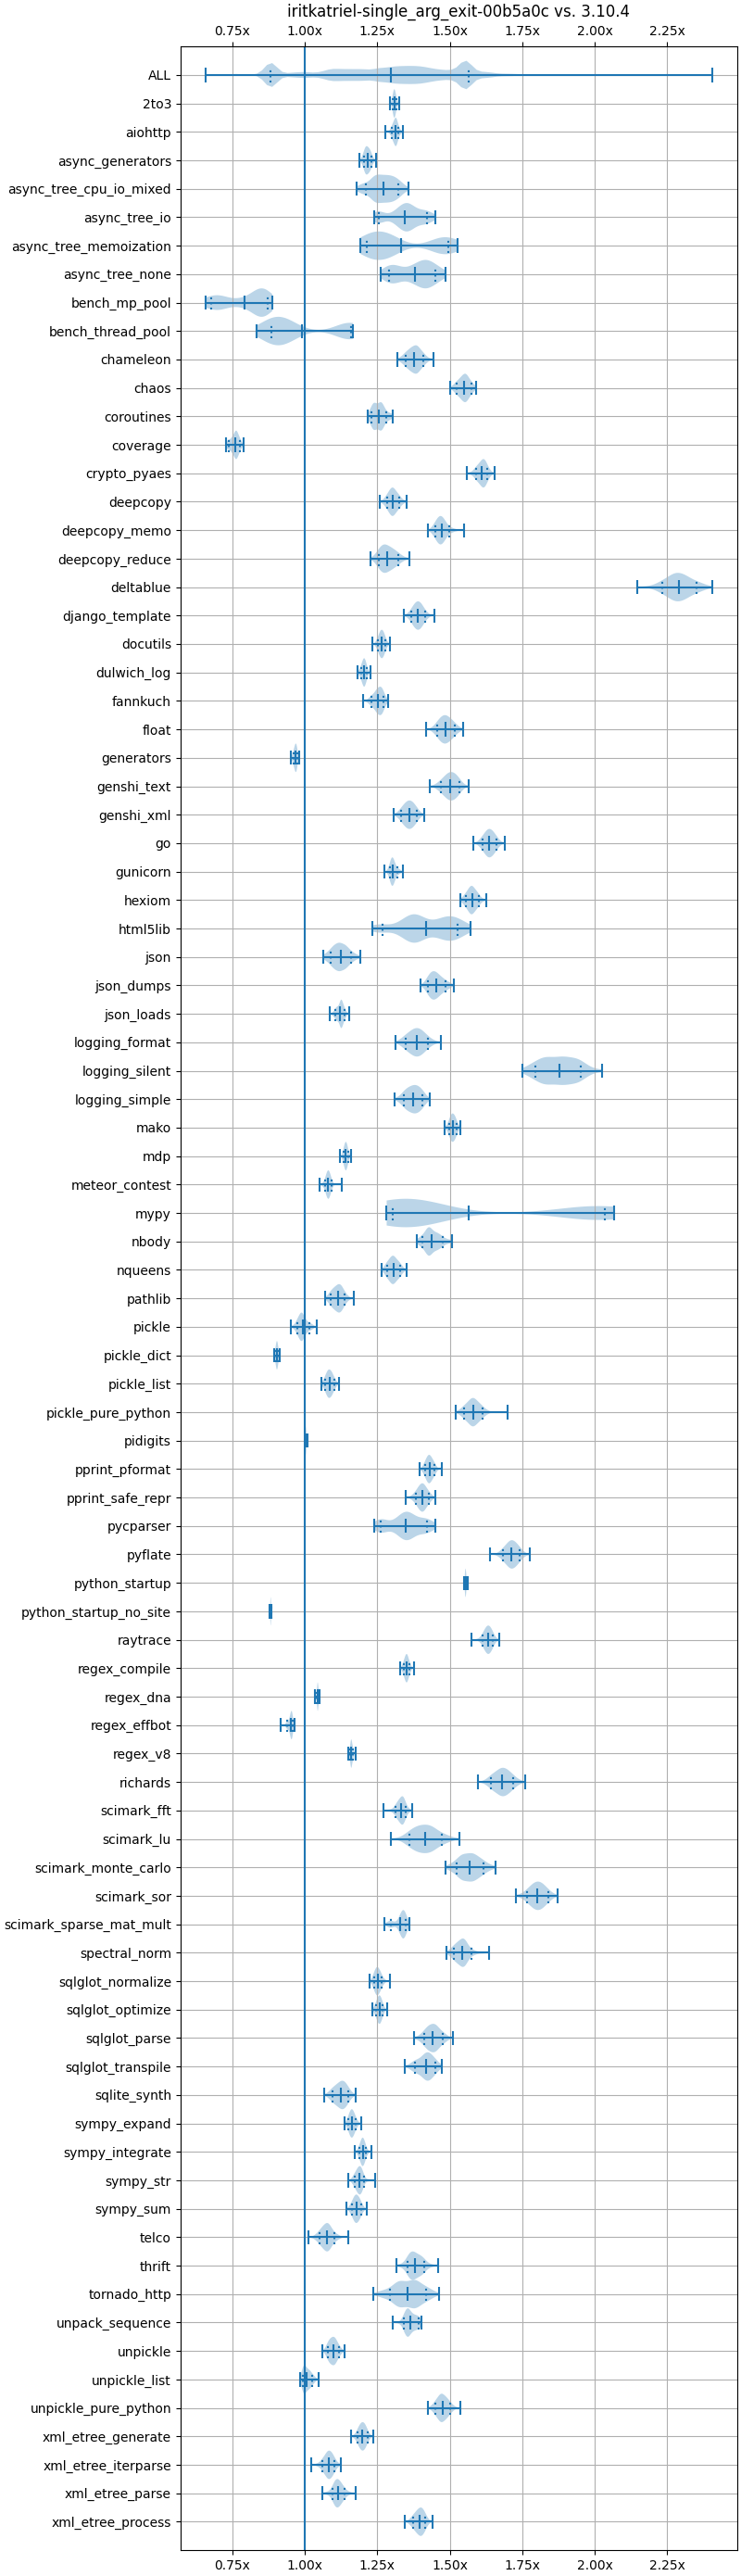 iritkatriel-single_arg_exit-00b5a0c vs. 3.10.4
0.75x 1.00x 1.25x 1.50x 1.75x 2.00x 2.25x
ALL
2to3
aiohttp
async_generators
async_tree_cpu_io_mixed
async_tree_io
async_tree_memoization
async_tree_none
bench_mp_pool
bench_thread_pool
chameleon
chaos
coroutines
coverage
crypto_pyaes
deepcopy
deepcopy_memo
deepcopy_reduce
deltablue
django_template
docutils
dulwich_log
fannkuch
float
generators
genshi_text
genshi_xml
go
gunicorn
hexiom
html5lib
json
json_dumps
json_loads
logging_format
logging_silent
logging_simple
mako
mdp
meteor_contest
mypy
nbody
nqueens
pathlib
pickle
pickle_dict
pickle_list
pickle_pure_python
pidigits
pprint_pformat
pprint_safe_repr
pycparser
pyflate
python_startup
python_startup_no_site
raytrace
regex_compile
regex_dna
regex_effbot
regex_v8
richards
scimark_fft
scimark_lu
scimark_monte_carlo
scimark_sor
scimark_sparse_mat_mult
spectral_norm
sqlglot_normalize
sqlglot_optimize
sqlglot_parse
sqlglot_transpile
sqlite_synth
sympy_expand
sympy_integrate
sympy_str
sympy_sum
telco
thrift
tornado_http
unpack_sequence
unpickle
unpickle_list
unpickle_pure_python
xml_etree_generate
xml_etree_iterparse
xml_etree_parse
xml_etree_process
0.75x 1.00x 1.25x 1.50x 1.75x 2.00x 2.25x